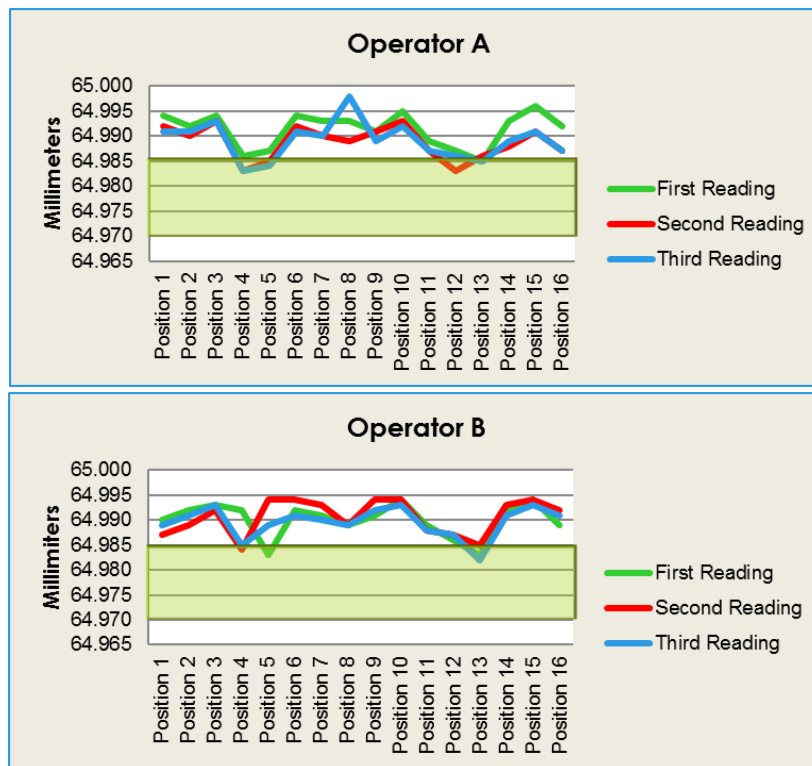 Operator A
Millimeters
65.000
64.995
64.990
64.985
64.980
64.975
64.970
64.965
Position 1
Position 2
Position 3
Position 4
Position 5
Position 6
Position 7
Position 8
Position 9
Position 10
Position 11
Position 12
Position 13
Position 14
Position 15
Position 16
First Reading
Second Reading
Third Reading
Operator B
Millimiters
65.000
64.995
64.990
64.985
64.980
64.975
64.970
64.965
Position 1
Position 2
Position 3
Position 4
Position 5
Position 6
Position 7
Position 8
Position 9
Position 10
Position 11
Position 12
Position 13
Position 14
Position 15
Position 16
First Reading
Second Reading
Third Reading